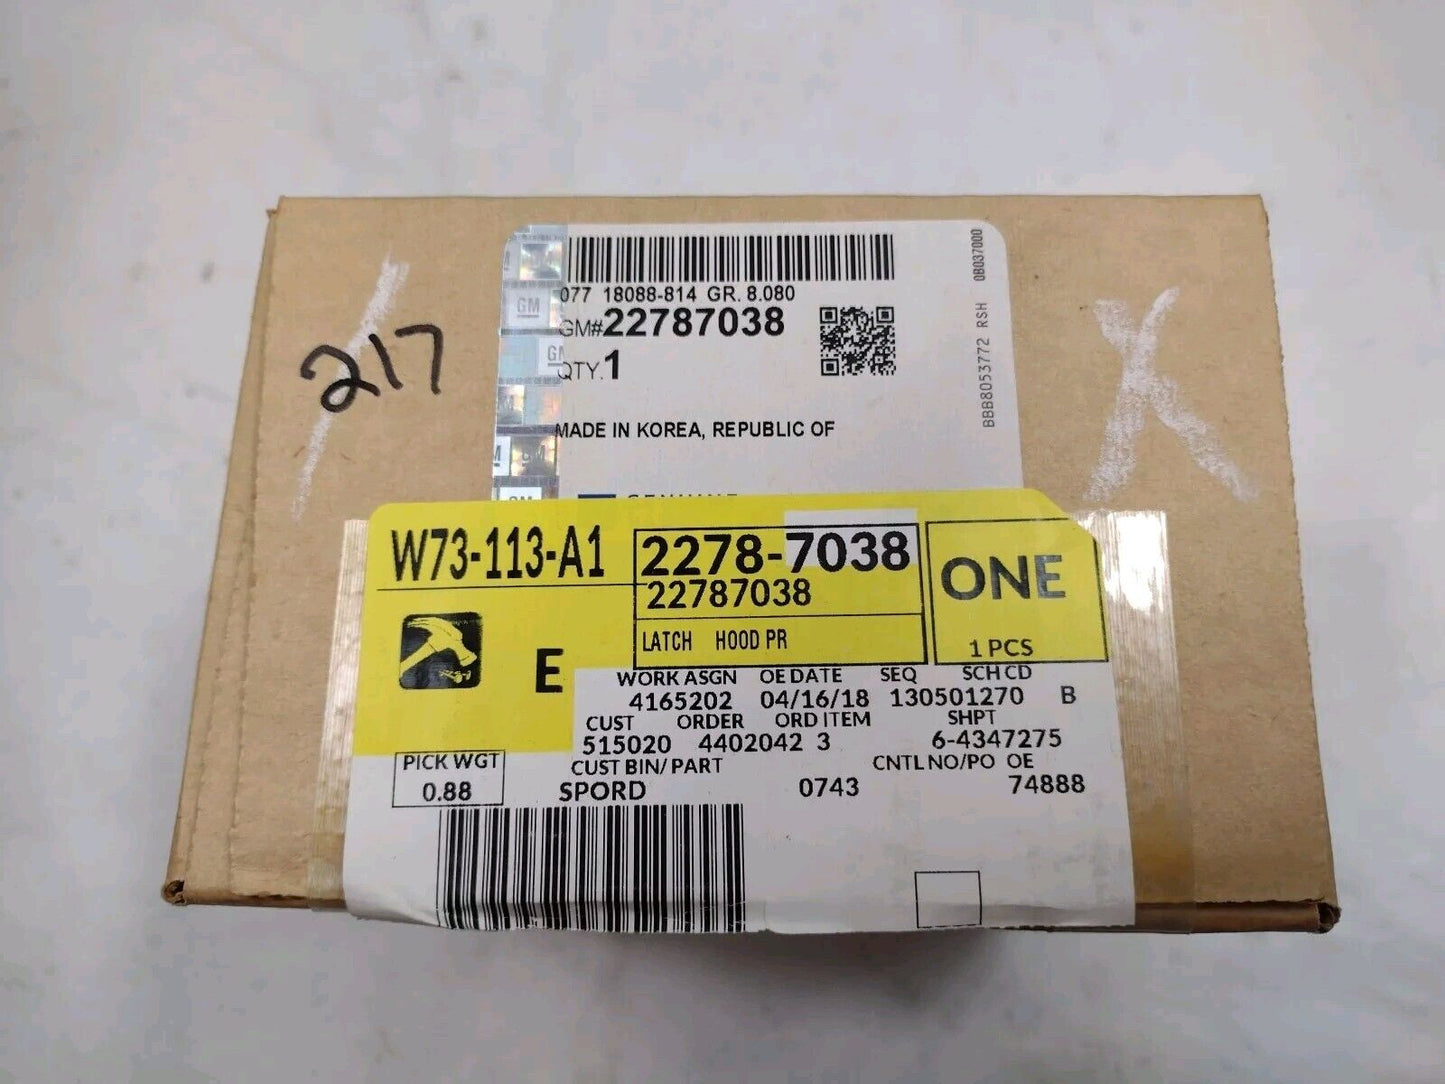 077 18088-814 GR. 8.080
GM#22787038
QTY.1
MADE IN KOREA, REPUBLIC OF
GM
GM
GM
0B037000
BBB8053772 RSH
217
X
W73-113-A1
2278-7038
22787038
LATCH HOOD PR
ONE
1 PCS
E
WORK ASGN OE DATE SEQ SCH CD
4165202 04/16/18 130501270 B
CUST ORDER ORD ITEM SHPT
515020 4402042 3 6-4347275
PICK WGT
0.88
CUST BIN/PART CNTL NO/PO OE
SPORD 0743 74888